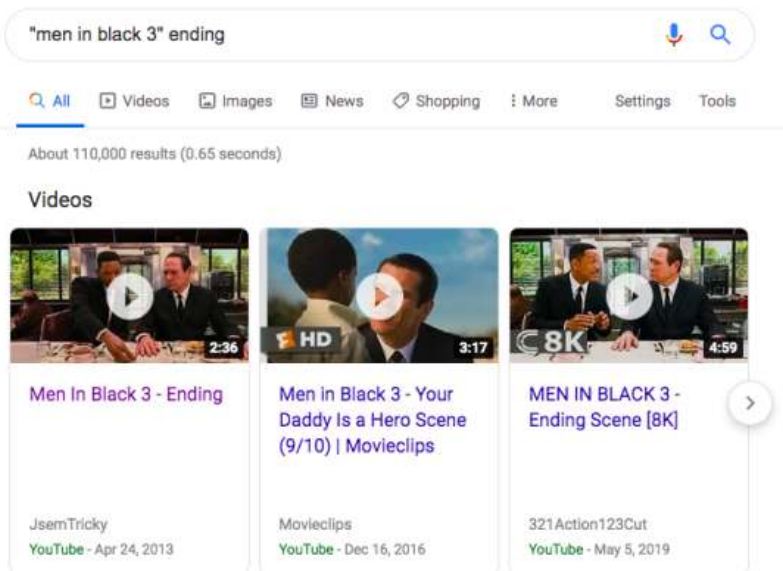 "men in black 3" ending
All Videos Images News Shopping More Settings Tools
About 110,000 results (0.65 seconds)
Videos
2:36
HD 3:17
8K 4:59
Men In Black 3 - Ending
Men in Black 3 - Your
Daddy Is a Hero Scene
(9/10) | Movieclips
MEN IN BLACK 3 -
Ending Scene [8K]
JsemTricky
YouTube - Apr 24, 2013
Movieclips
YouTube - Dec 16, 2016
321Action123Cut
YouTube - May 5, 2019